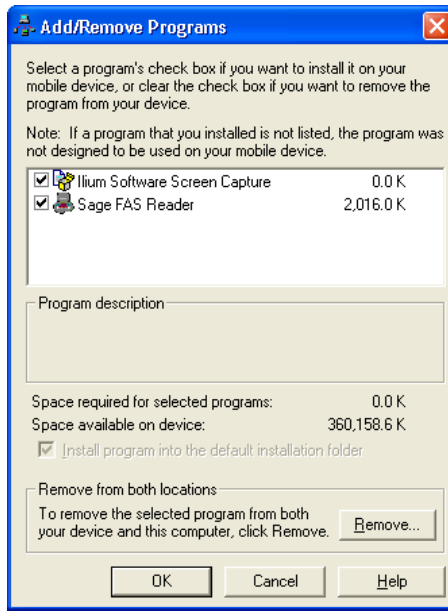 Add/Remove Programs
Select a program's check box if you want to install it on your
mobile device, or clear the check box if you want to remove the
program from your device.
Note: If a program that you installed is not listed, the program was
not designed to be used on your mobile device.
Ilium Software Screen Capture 0.0 K
Sage FAS Reader 2,016.0 K
Program description
Space required for selected programs: 0.0 K
Space available on device: 360,158.6 K
Install program into the default installation folder
Remove from both locations
To remove the selected program from both
your device and this computer, click Remove.
Remove...
OK Cancel Help